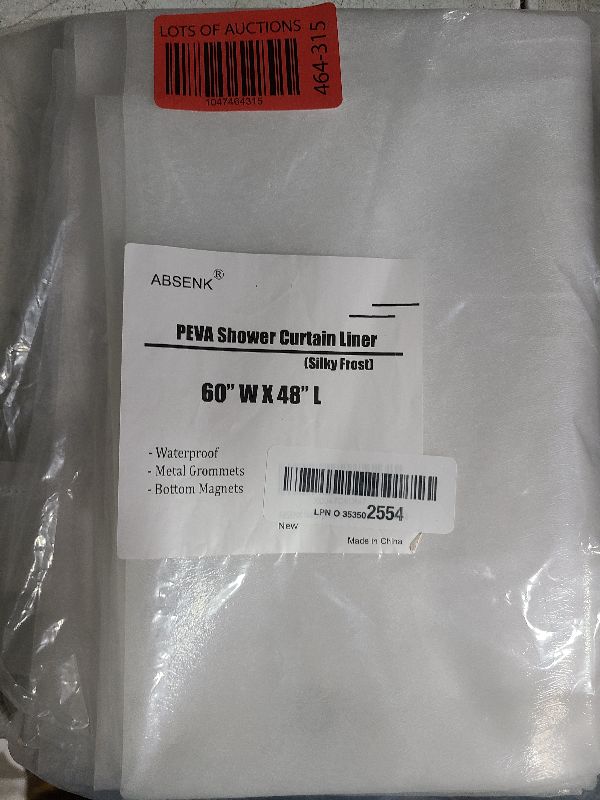 LOTS OF AUCTIONS
1047464315
464-315
ABSENK®
PEVA Shower Curtain Liner
(Silky Frost)
60” W X 48” L
- Waterproof
- Metal Grommets
- Bottom Magnets
LPN O 353502554
New
Made in China